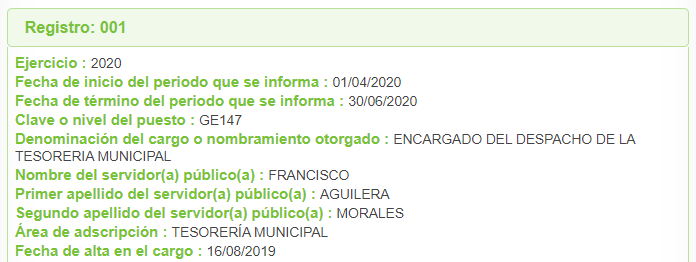 Registro: 001
Ejercicio : 2020
Fecha de inicio del periodo que se informa : 01/04/2020
Fecha de término del periodo que se informa : 30/06/2020
Clave o nivel del puesto : GE147
Denominación del cargo o nombramiento otorgado : ENCARGADO DEL DESPACHO DE LA
TESORERIA MUNICIPAL
Nombre del servidor(a) público(a) : FRANCISCO
Primer apellido del servidor(a) público(a) : AGUILERA
Segundo apellido del servidor(a) público(a) : MORALES
Área de adscripción : TESORERÍA MUNICIPAL
Fecha de alta en el cargo : 16/08/2019